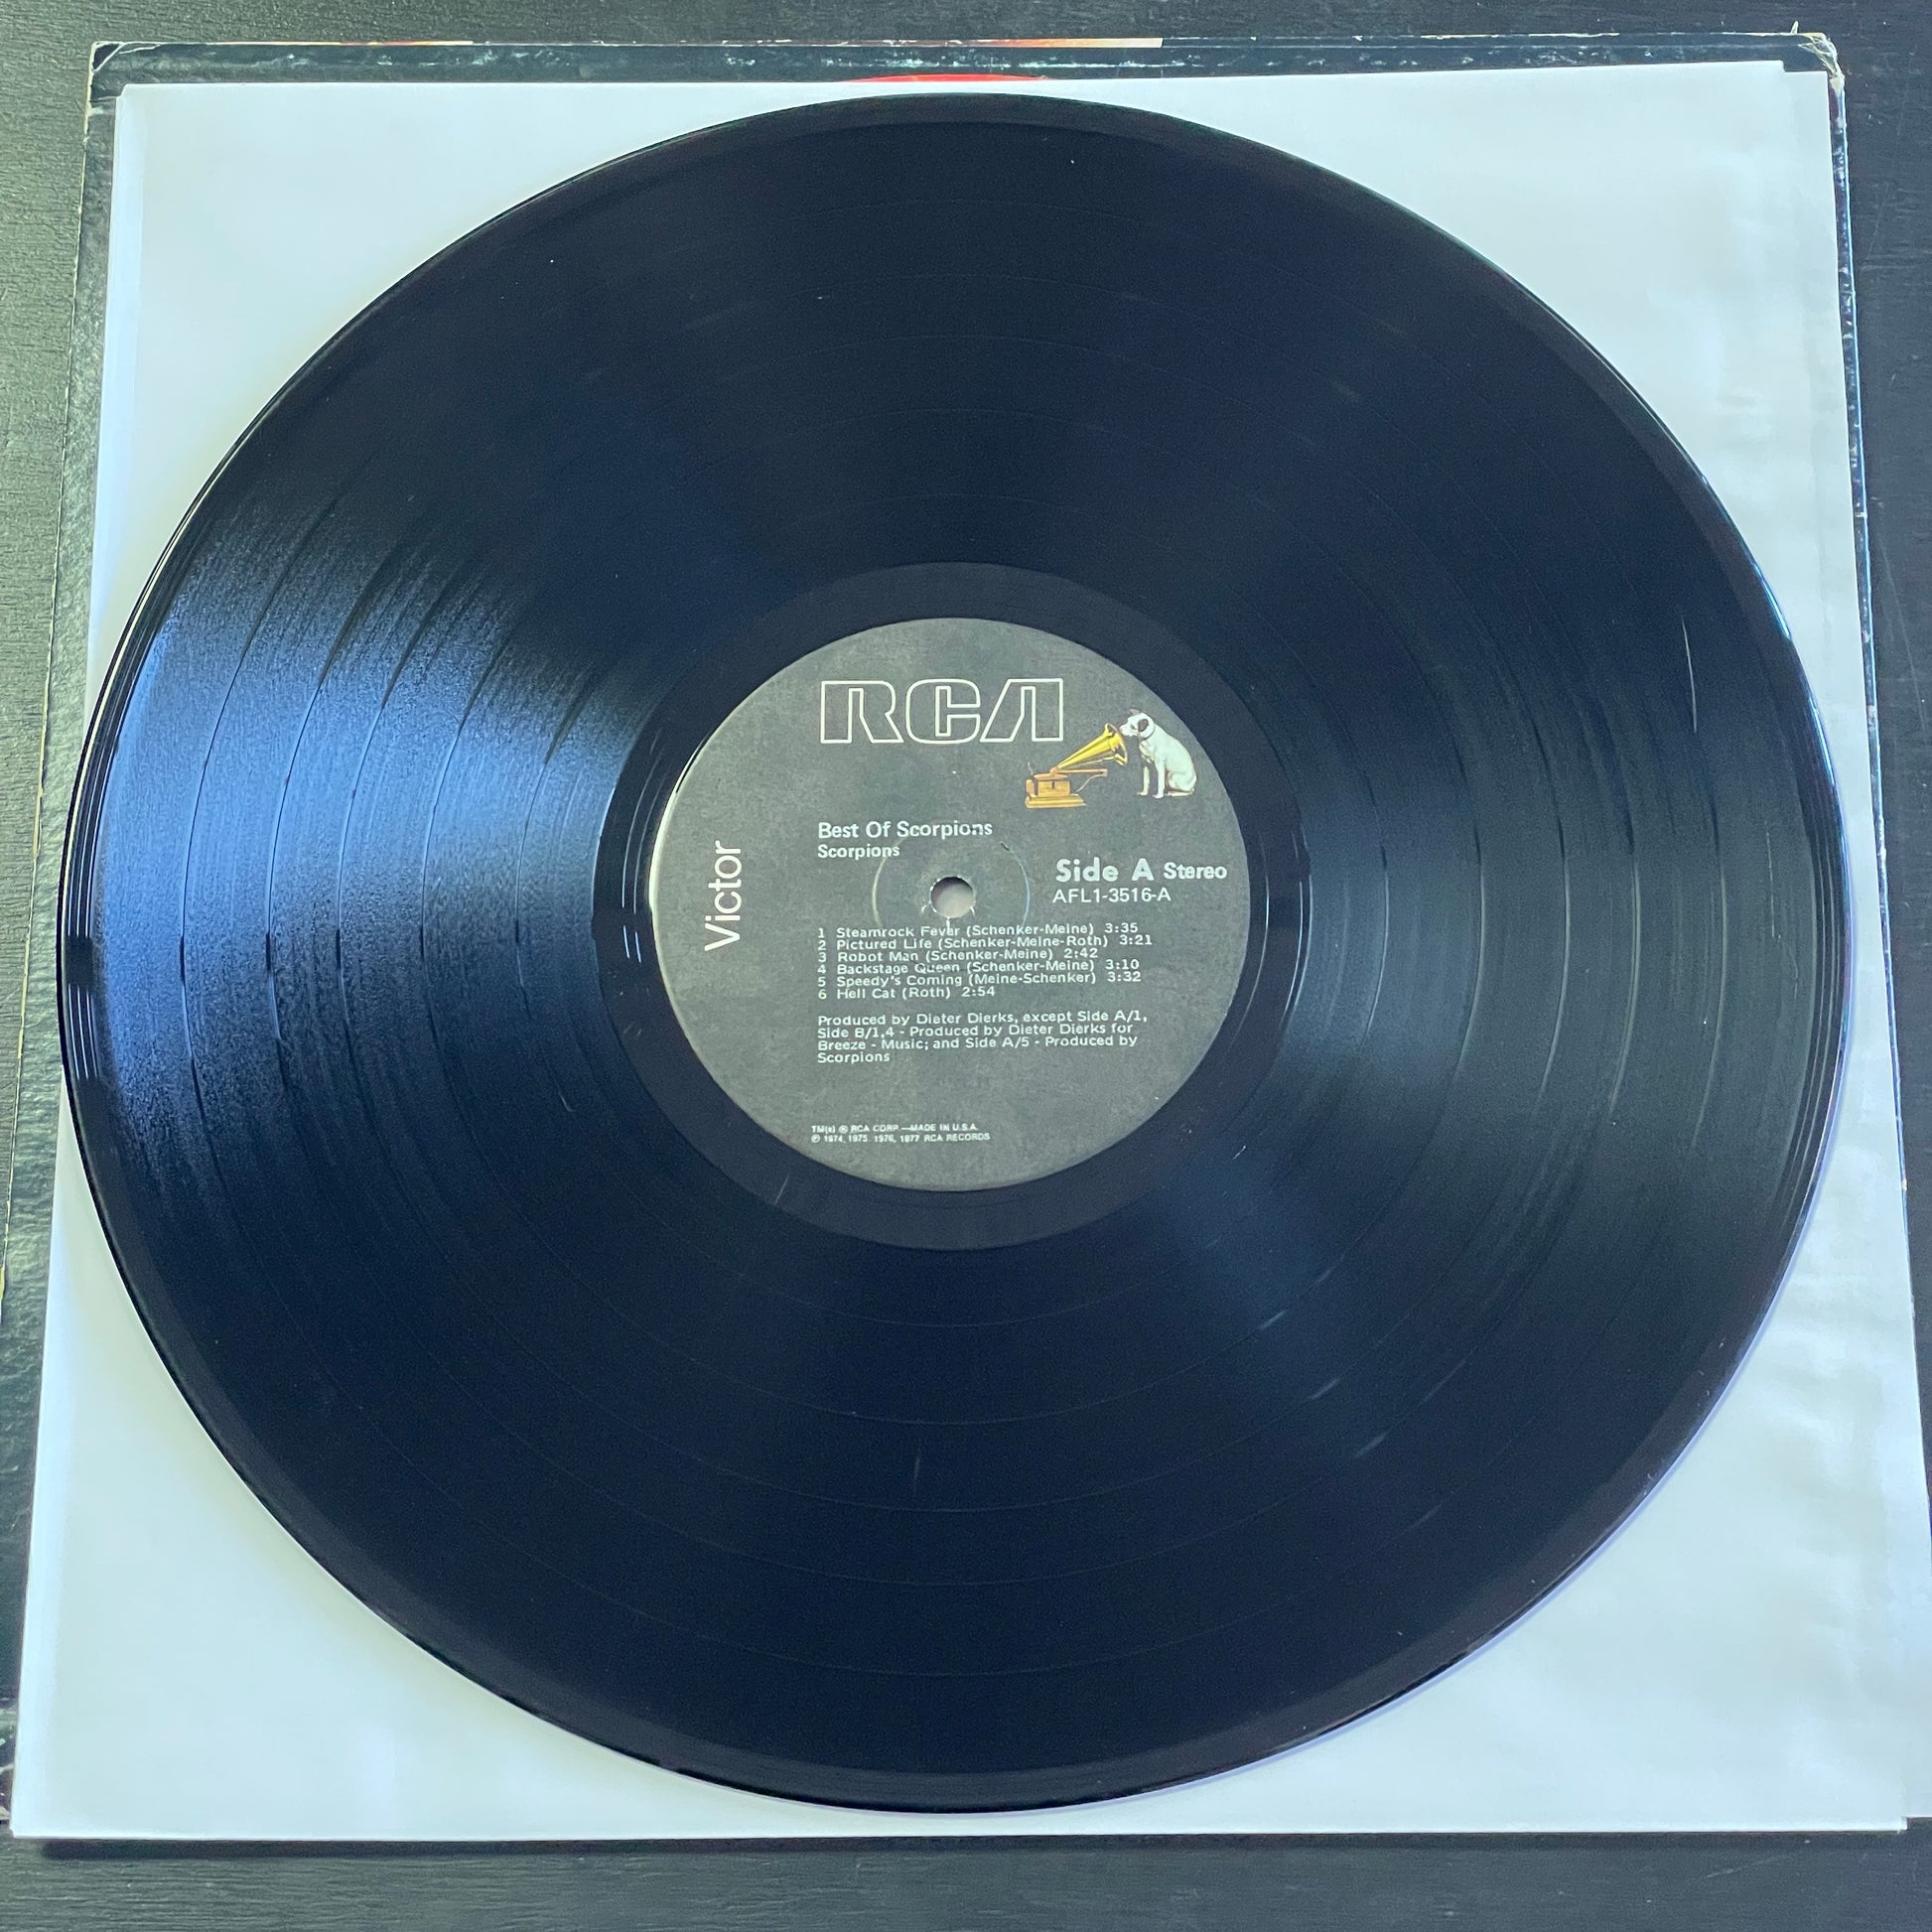 RCA
Victor
Best Of Scorpions
Scorpions
Side A Stereo
AFL1-3516-A
1 Steamrock Fever (Schenker-Meine) 3:35
2 Pictured Life (Schenker-Meine-Roth) 3:21
3 Robot Man (Schenker-Meine) 2:42
4 Backstage Queen (Schenker-Meine) 3:10
5 Speedy's Coming (Meine-Schenker) 3:32
6 Hell Cat (Roth) 2:54
Produced by Dieter Dierks, except Side A/1,
Side B/1,4 - Produced by Dieter Dierks for
Breeze - Music; and Side A/5 - Produced by
Scorpions
TM(s) ® RCA CORP.—MADE IN U.S.A.
℗ 1974, 1975, 1976, 1977 RCA RECORDS